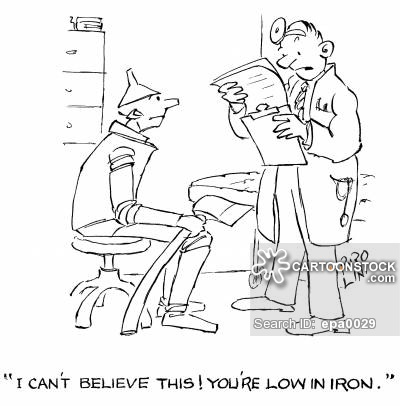 CARTOONSTOCK
.com
Search ID: epa0029
"I CAN'T BELIEVE THIS! YOU'RE LOW IN IRON."